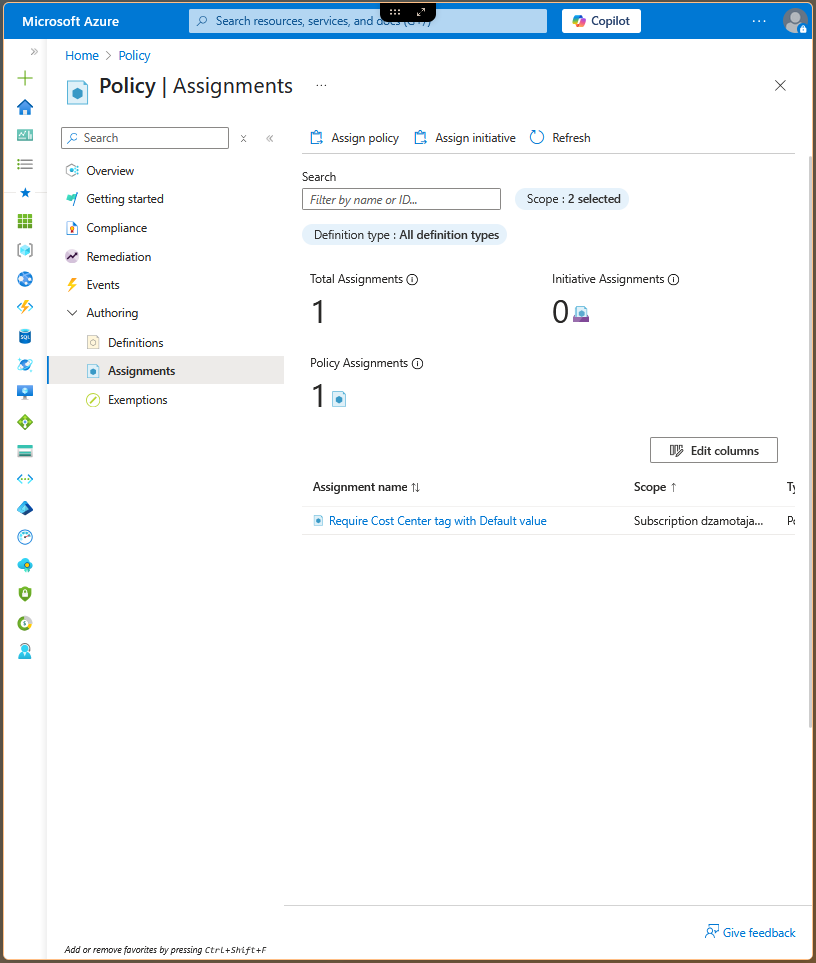 Microsoft Azure
Search resources, services, and docs (G+/)
Copilot
Home > Policy
Policy | Assignments
Search
Assign policy
Assign initiative
Refresh
Overview
Getting started
Compliance
Remediation
Events
Authoring
Definitions
Assignments
Exemptions
Search
Filter by name or ID...
Scope : 2 selected
Definition type : All definition types
Total Assignments
1
Initiative Assignments
0
Policy Assignments
1
Edit columns
Assignment name ↑↓
Scope ↑
Require Cost Center tag with Default value
Subscription dzamotaja...
Give feedback
Add or remove favorites by pressing Ctrl+Shift+F